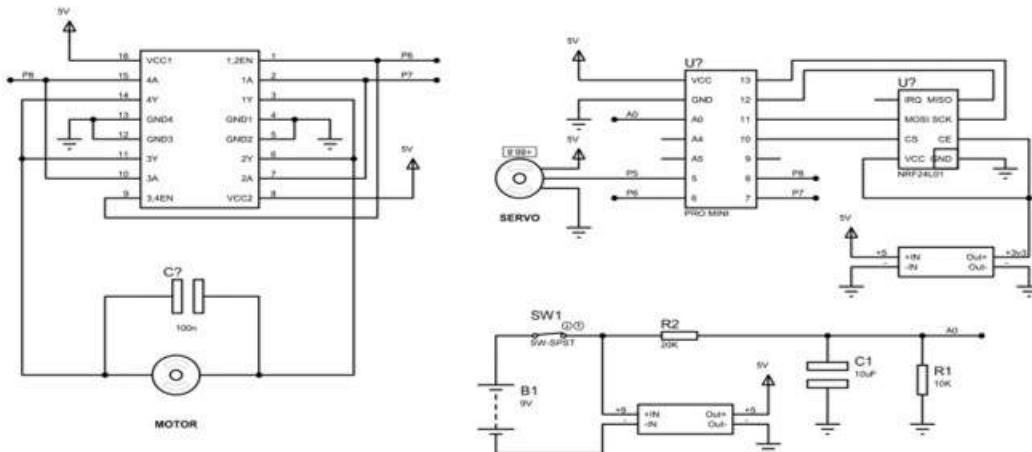 5V
16 VCC1 1,2EN 1 P6
P8 15 4A 1A 2 P7
14 4Y 1Y 3
13 GND4 GND1 4
12 GND3 GND2 5
11 3Y 2Y 6
10 3A 2A 7
9 3,4EN VCC2 8
5V
C?
100n
MOTOR
5V
U?
VCC 13
GND 12
A0 A0 11
A4 10
A5 9
P5 5 8 P8
P6 6 7 P7
PRO MINI
5V
+88.8
SERVO
U?
IRQ MISO
MOSI SCK
CS CE
VCC GND
NRF24L01
5V
+5 +IN Out+ +3v3
- -IN Out- -
SW1
SW-SPST
B1
9V
R2
20K
A0
C1
10uF
R1
10K
5V
+9 +IN Out+ +5
- -IN Out- -